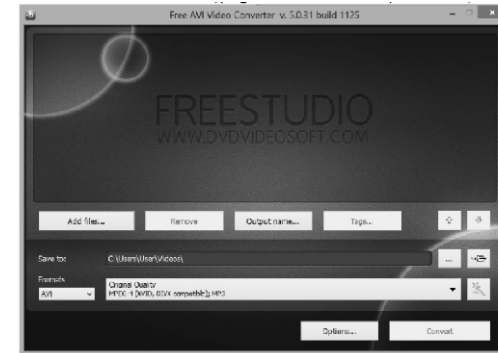 Free AVI Video Converter v. 5.0.31 build 1125
FREESTUDIO
WWW.DVDVIDEOSOFT.COM
Add files...
Remove
Output name...
Tags...
Save to:
C:\Users\User\Videos\
...
Formats
AVI
Original Quality
MPEG-4 (XVID, DIVX compatible); MP3
Options...
Convert